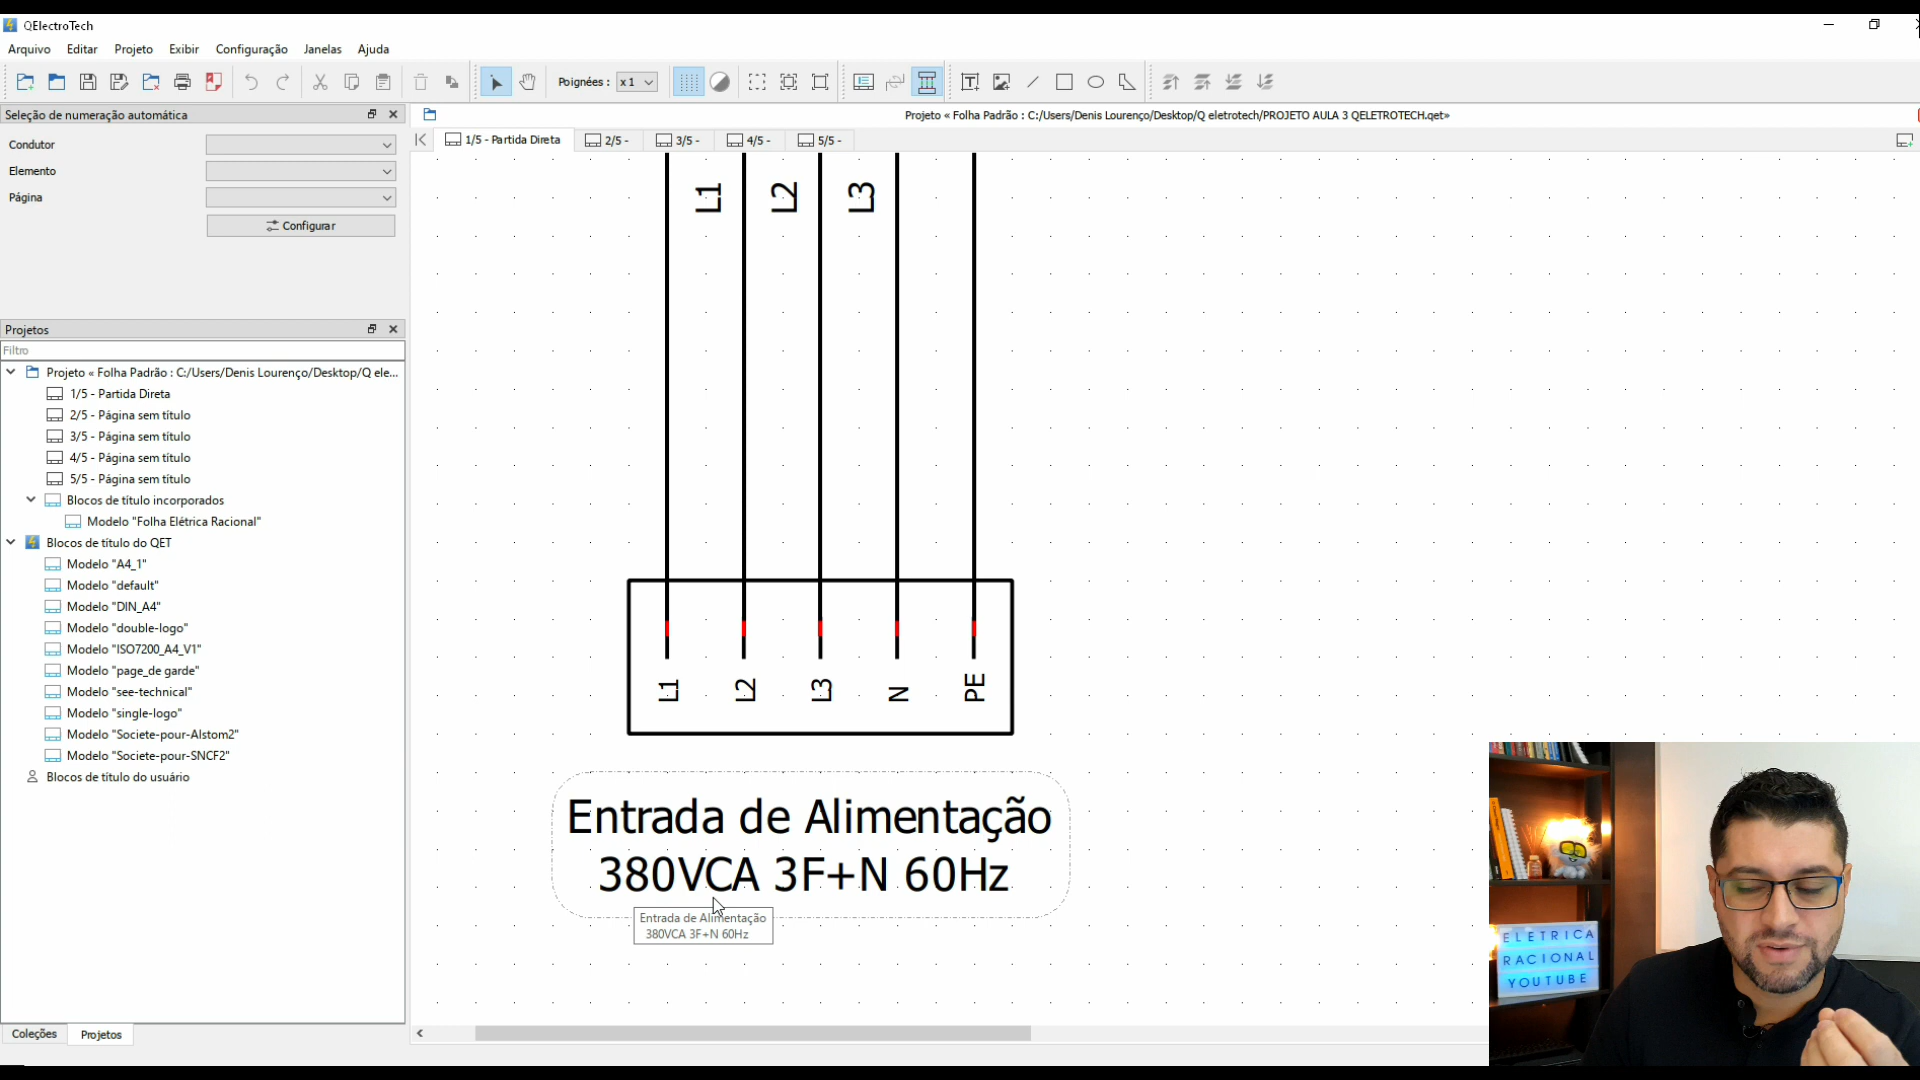 QElectroTech
Arquivo Editar Projeto Exibir Configuração Janelas Ajuda
Poignées : x1
Seleção de numeração automática
Projeto « Folha Padrão : C:/Users/Denis Lourenço/Desktop/Q eletrotech/PROJETO AULA 3 QELETROTECH.qet»
1/5 - Partida Direta 2/5 - 3/5 - 4/5 - 5/5 -
Condutor
Elemento
Página
Configurar
Projetos
Filtro
Projeto « Folha Padrão : C:/Users/Denis Lourenço/Desktop/Q ele...
1/5 - Partida Direta
2/5 - Página sem título
3/5 - Página sem título
4/5 - Página sem título
5/5 - Página sem título
Blocos de título incorporados
Modelo "Folha Elétrica Racional"
Blocos de título do QET
Modelo "A4_1"
Modelo "default"
Modelo "DIN_A4"
Modelo "double-logo"
Modelo "ISO7200_A4_V1"
Modelo "page_de garde"
Modelo "see-technical"
Modelo "single-logo"
Modelo "Societe-pour-Alstom2"
Modelo "Societe-pour-SNCF2"
Blocos de título do usuário
Coleções Projetos
L1 L2 L3
L1 L2 L3 N PE
Entrada de Alimentação
380VCA 3F+N 60Hz
Entrada de Alimentação
380VCA 3F+N 60Hz
ELETRICA
RACIONAL
YOUTUBE